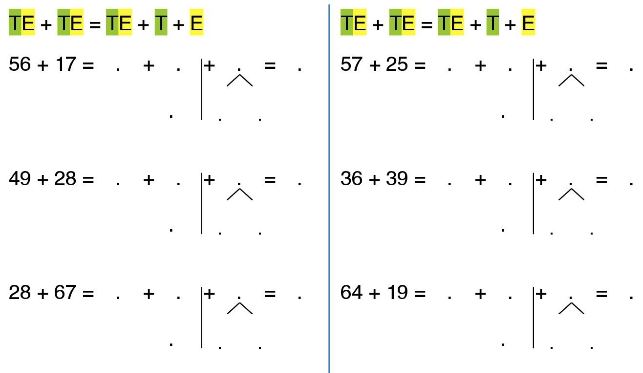 TE + TE = TE + T + E
56 + 17 = . + . + . = .
. . .
49 + 28 = . + . + . = .
. . .
28 + 67 = . + . + . = .
. . .
TE + TE = TE + T + E
57 + 25 = . + . + . = .
. . .
36 + 39 = . + . + . = .
. . .
64 + 19 = . + . + . = .
. . .